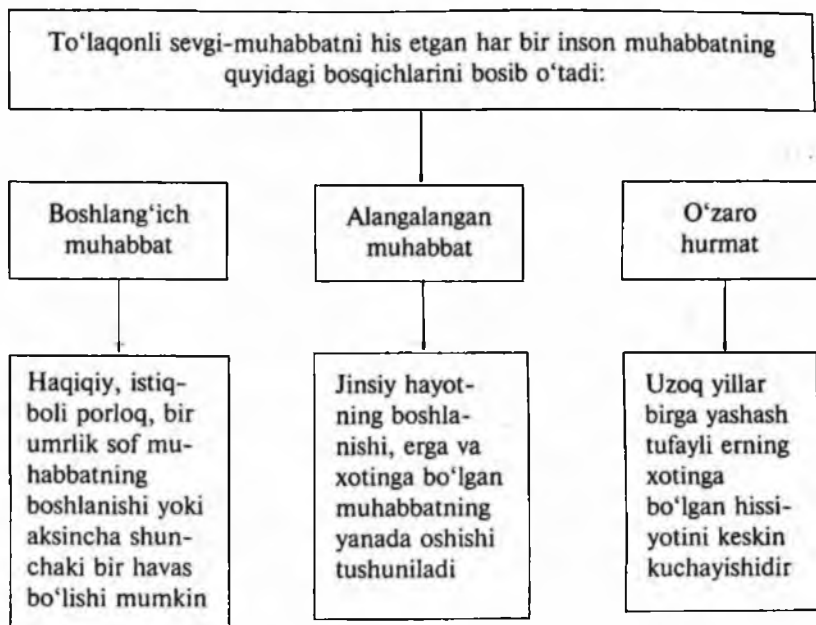 To‘laqonli sevgi-muhabbatni his etgan har bir inson muhabbatning
quyidagi bosqichlarini bosib o‘tadi:
Boshlang‘ich
muhabbat
Alangalangan
muhabbat
O‘zaro
hurmat
Haqiqiy, istiq-
boli porloq, bir
umrlik sof mu-
habbatning
boshlanishi yoki
aksincha shun-
chaki bir havas
bo‘lishi mumkin
Jinsiy hayot-
ning boshla-
nishi, erga va
xotinga bo‘lgan
muhabbatning
yanada oshishi
tushuniladi
Uzoq yillar
birga yashash
tufayli erning
xotinga
bo‘lgan hissi-
yotini keskin
kuchayishidir